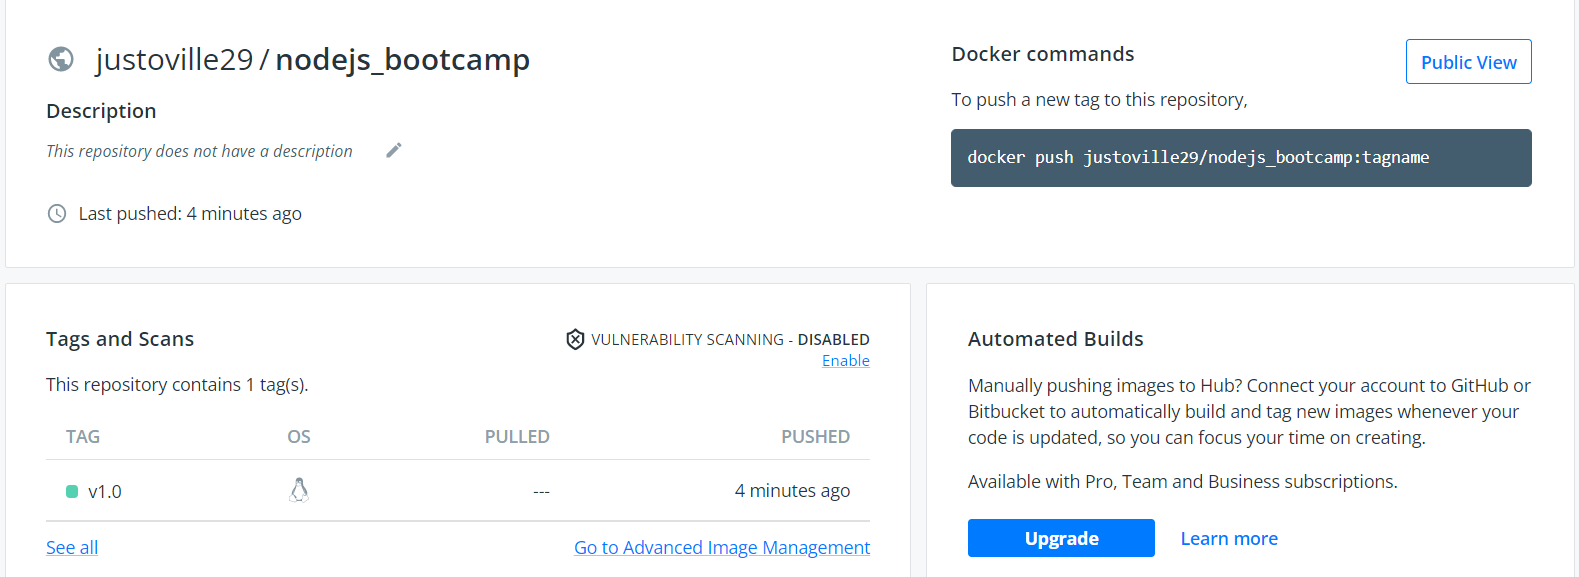 justoville29 / nodejs_bootcamp
Description
This repository does not have a description
Last pushed: 4 minutes ago
Docker commands
Public View
To push a new tag to this repository,
docker push justoville29/nodejs_bootcamp:tagname
Tags and Scans
VULNERABILITY SCANNING - DISABLED
Enable
This repository contains 1 tag(s).
TAG OS PULLED PUSHED
v1.0 --- 4 minutes ago
See all
Go to Advanced Image Management
Automated Builds
Manually pushing images to Hub? Connect your account to GitHub or
Bitbucket to automatically build and tag new images whenever your
code is updated, so you can focus your time on creating.
Available with Pro, Team and Business subscriptions.
Upgrade
Learn more